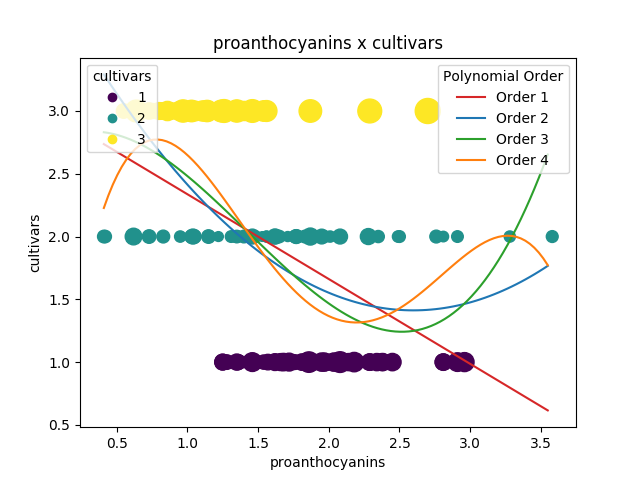 proanthocyanins x cultivars
cultivars
1
2
3
Polynomial Order
Order 1
Order 2
Order 3
Order 4
cultivars
3.0
2.5
2.0
1.5
1.0
0.5
0.5 1.0 1.5 2.0 2.5 3.0 3.5
proanthocyanins